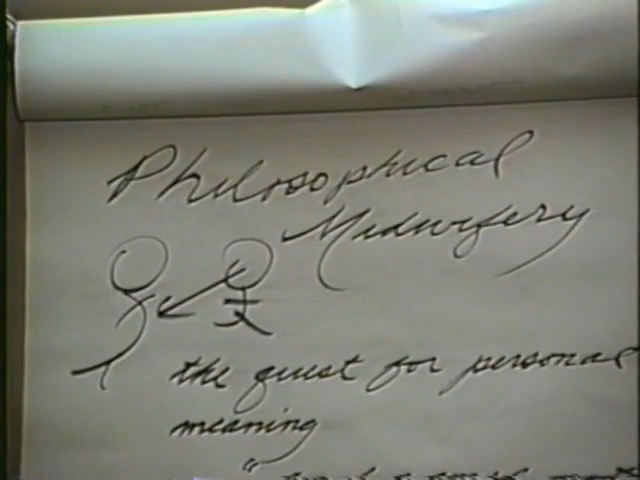 Philosophical
Midwifery
the quest for personal
meaning